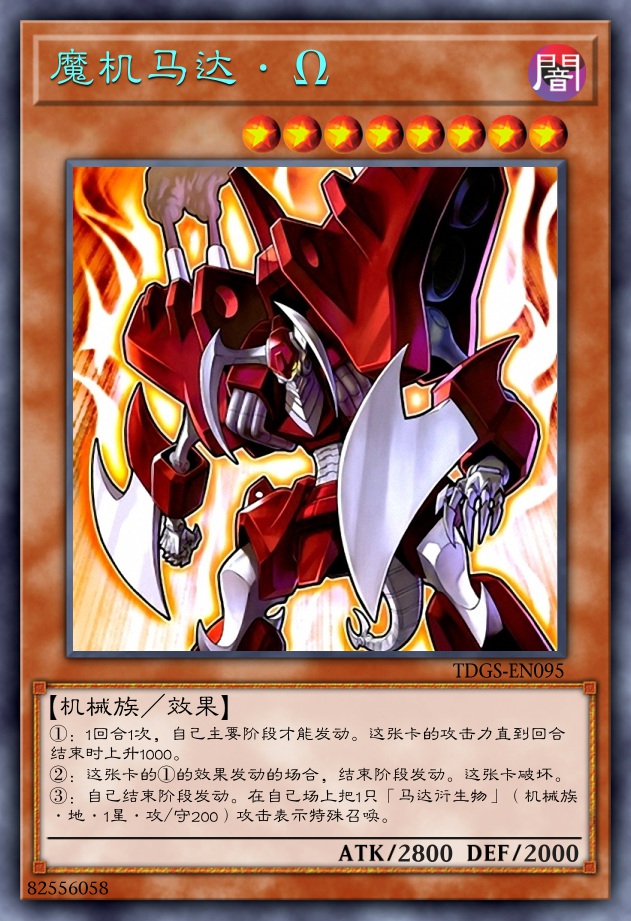 魔机马达·Ω
闇
TDGS-EN095
【机械族／效果】
①：1回合1次，自己主要阶段才能发动。这张卡的攻击力直到回合
结束时上升1000。
②：这张卡的①的效果发动的场合，结束阶段发动。这张卡破坏。
③：自己结束阶段发动。在自己场上把1只「马达衍生物」（机械族
·地·1星·攻/守200）攻击表示特殊召唤。
ATK/2800 DEF/2000
82556058